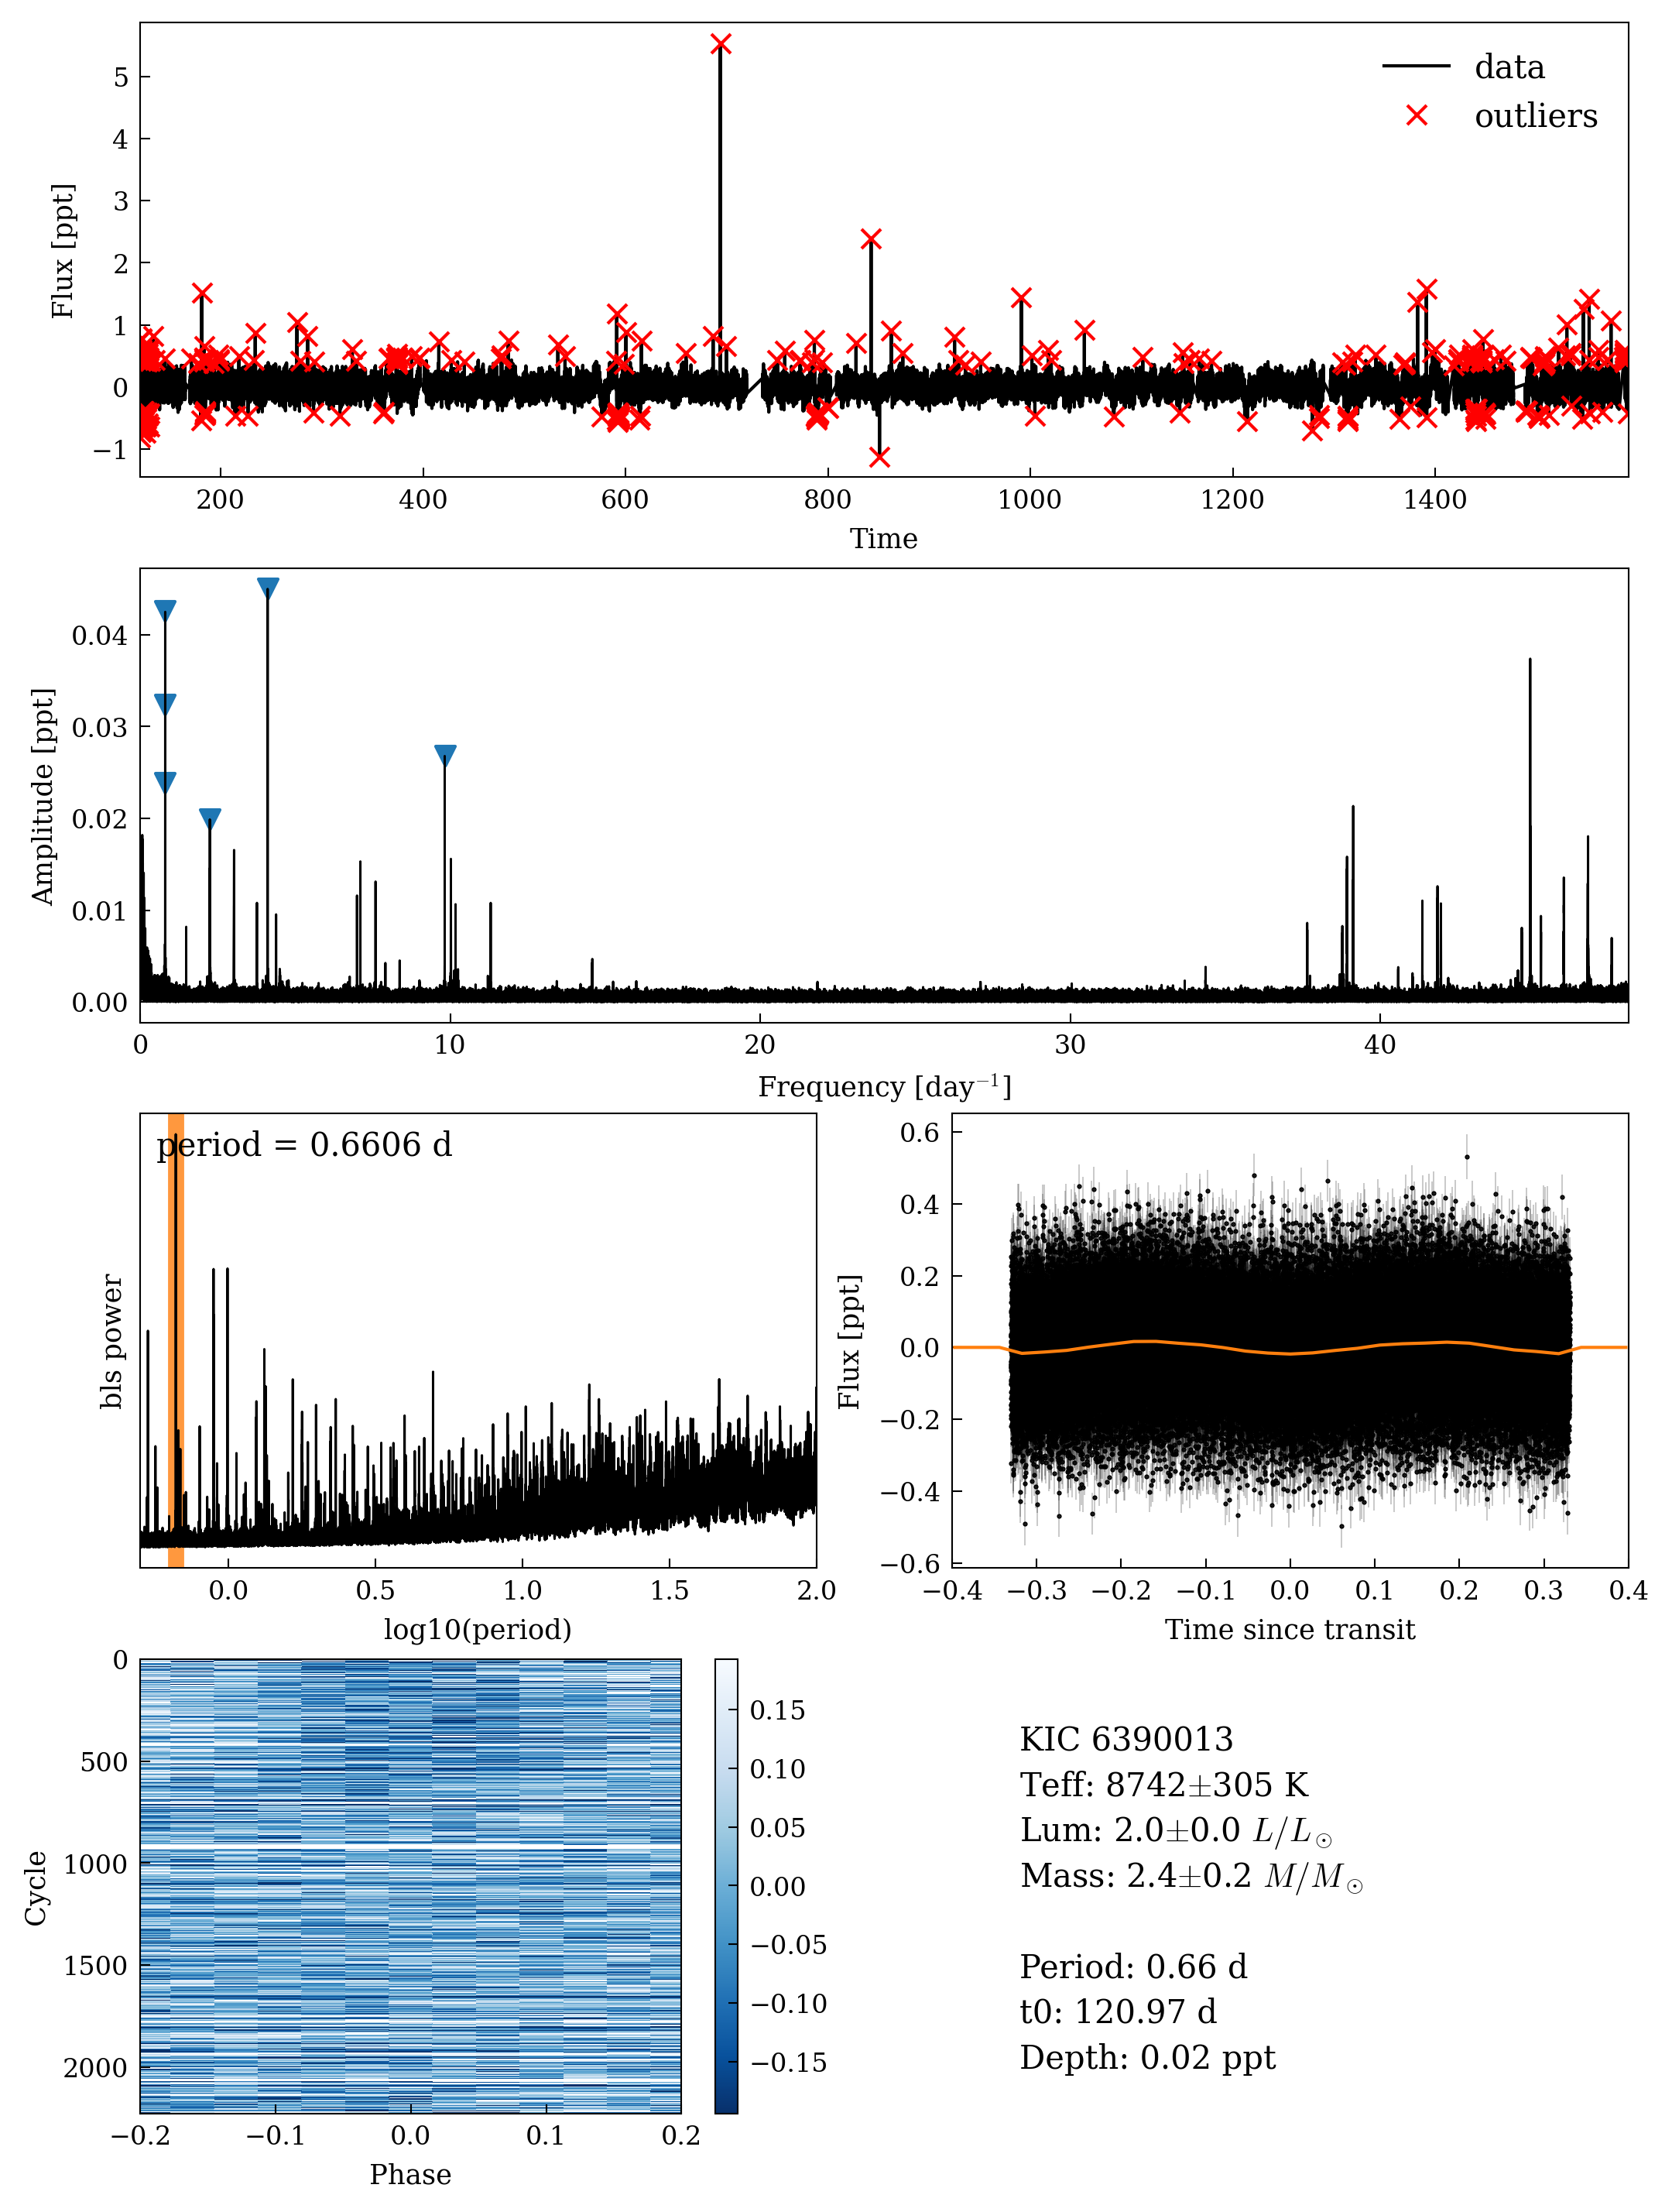 data
outliers
5
4
3
2
1
0
−1
Flux [ppt]
200 400 600 800 1000 1200 1400
Time
0.04
0.03
0.02
0.01
0.00
Amplitude [ppt]
0 10 20 30 40
Frequency [day⁻¹]
period = 0.6606 d
bls power
0.0 0.5 1.0 1.5 2.0
log10(period)
0.6
0.4
0.2
0.0
−0.2
−0.4
−0.6
Flux [ppt]
−0.4 −0.3 −0.2 −0.1 0.0 0.1 0.2 0.3 0.4
Time since transit
0
500
1000
1500
2000
Cycle
−0.2 −0.1 0.0 0.1 0.2
Phase
0.15
0.10
0.05
0.00
−0.05
−0.10
−0.15
KIC 6390013
Teff: 8742±305 K
Lum: 2.0±0.0 L/L⊙
Mass: 2.4±0.2 M/M⊙
Period: 0.66 d
t0: 120.97 d
Depth: 0.02 ppt